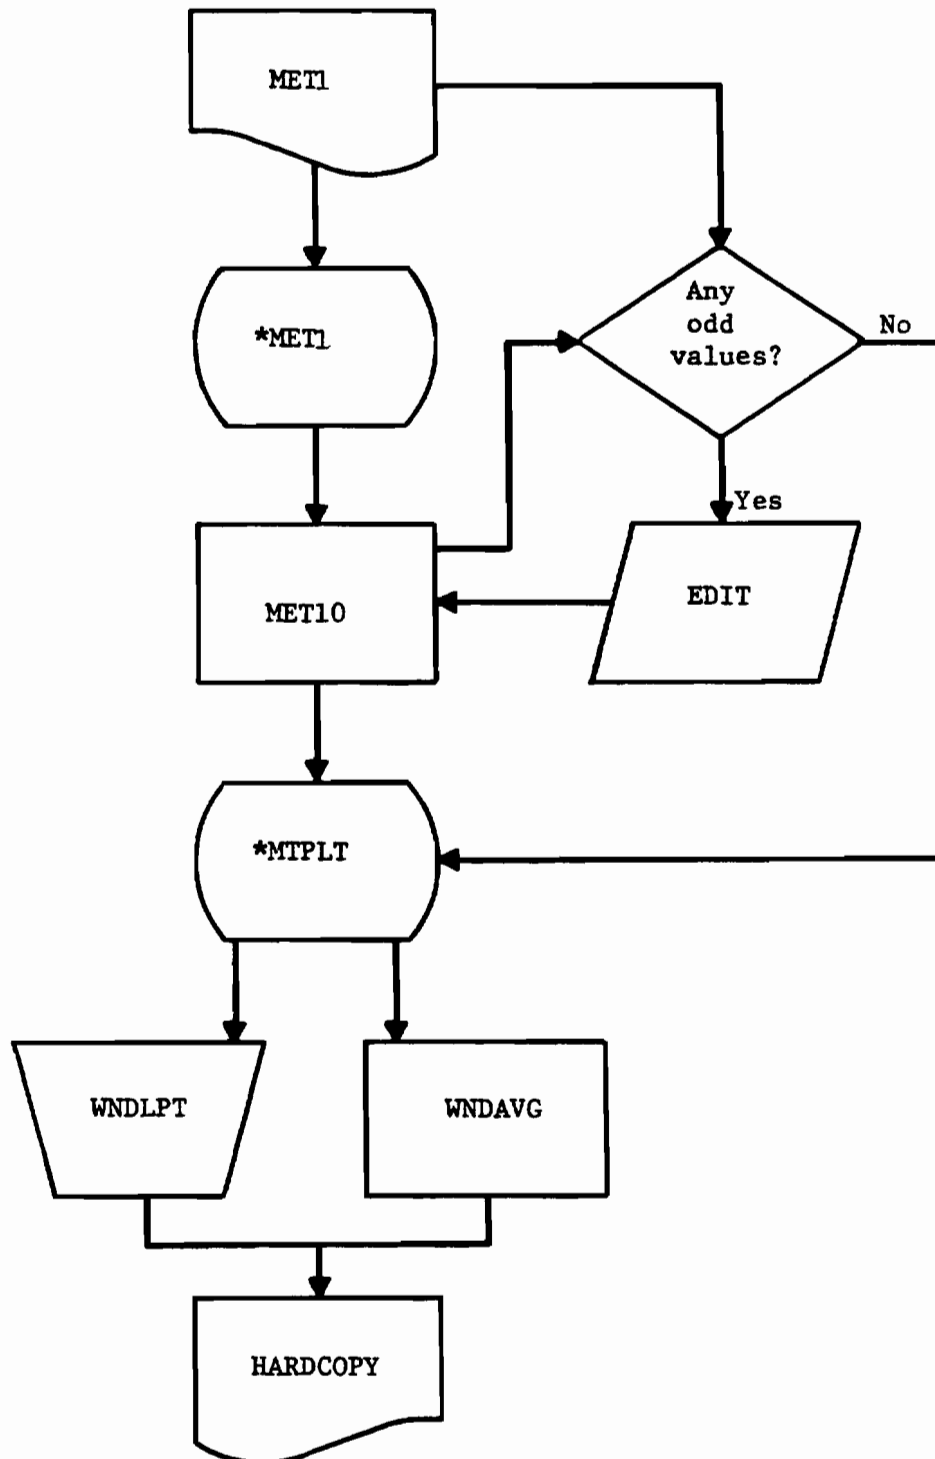 MET1
*MET1
Any
odd
values?
No
Yes
MET10
EDIT
*MTPLT
WNDLPT
WNDAVG
HARDCOPY